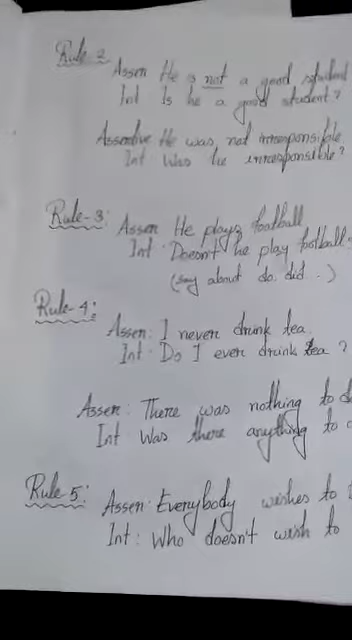 Rule 2
Assen He is not a good student
Int Is he a good student?
Assertive He was not irresponsible
Int Was he irresponsible?
Rule-3: Assen He plays football
Int Doesn't he play football
(say about do. did.)
Rule-4:
Assen: I never drink tea
Int: Do I ever drink tea?
Assen: There was nothing to
Int Was there anything to
Rule 5: Assen: Everybody wishes to
Int: Who doesn't wish to